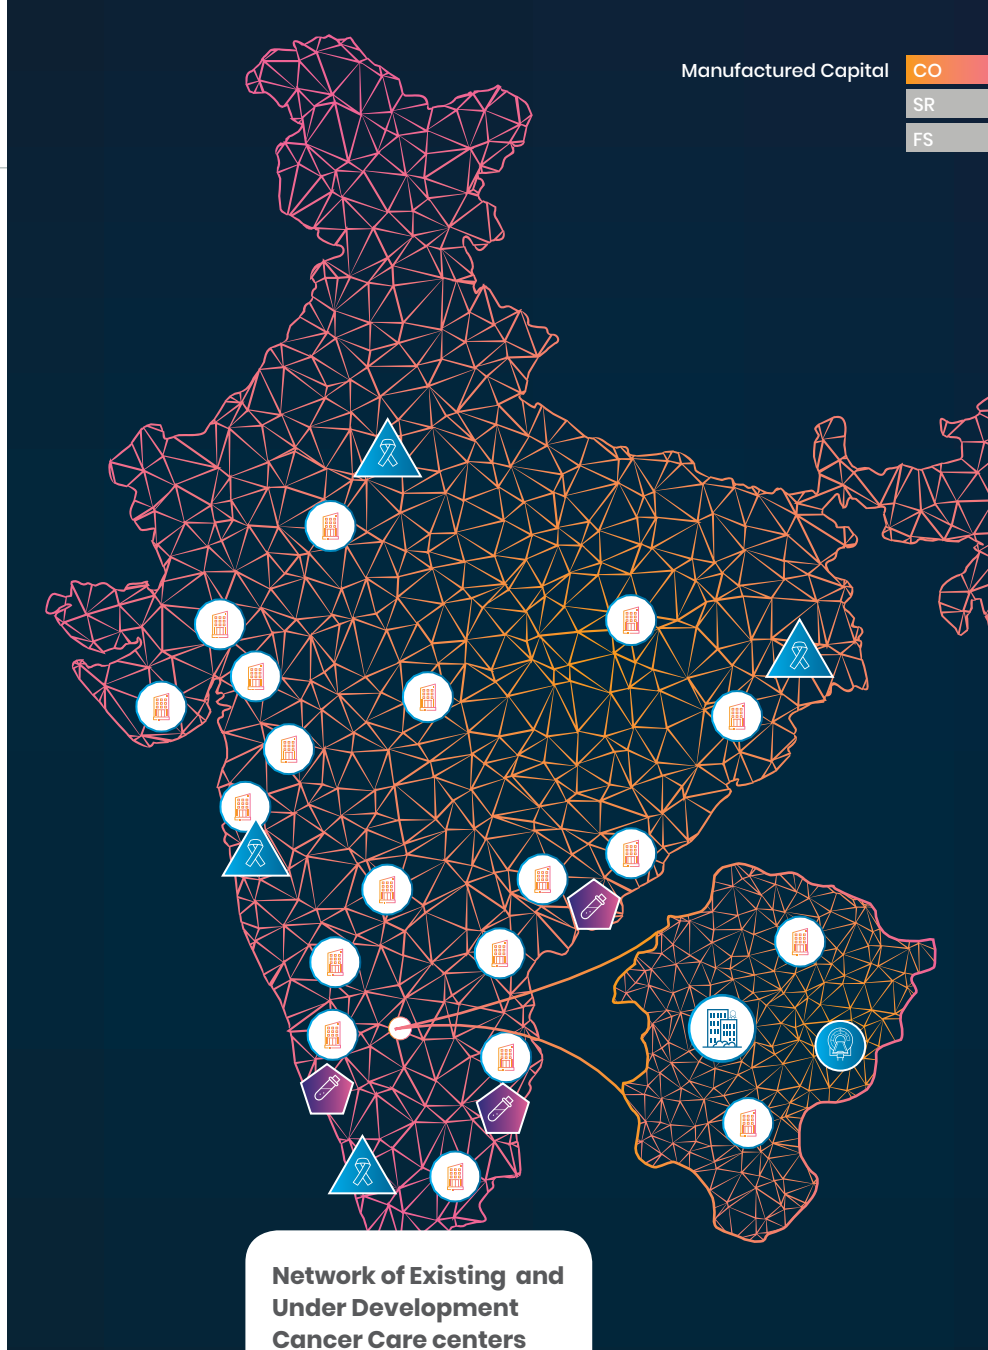 Manufactured Capital
CO
SR
FS
Network of Existing and
Under Development
Cancer Care centers